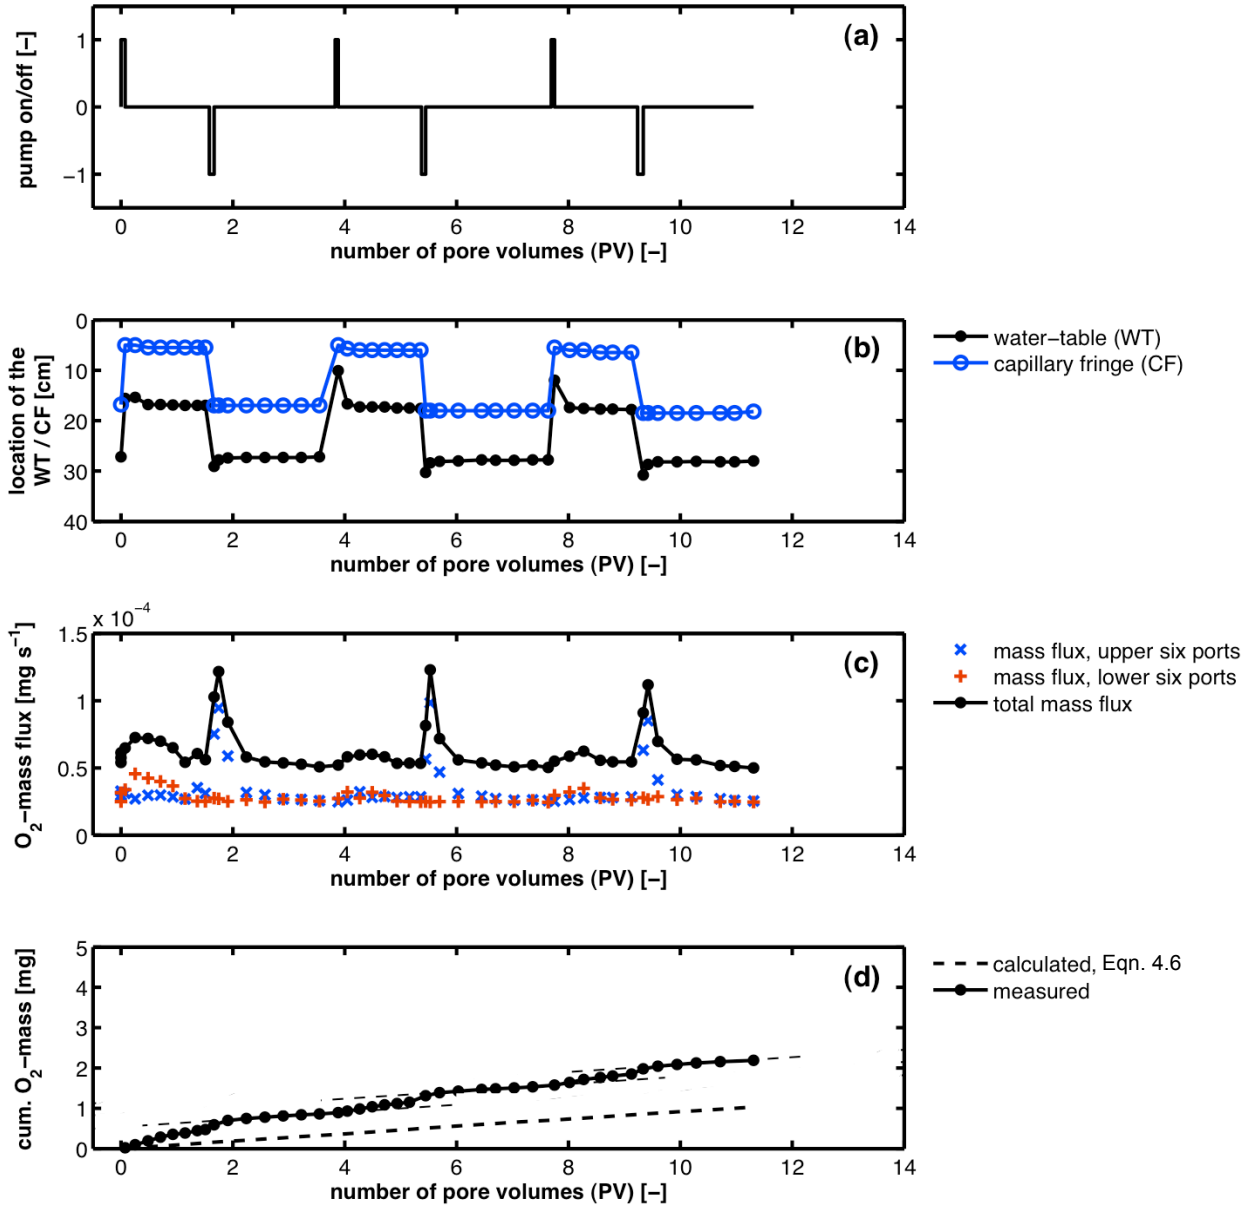 (a)
pump on/off [–]
1
0
−1
0 2 4 6 8 10 12 14
number of pore volumes (PV) [–]
(b)
location of the
WT / CF [cm]
0
10
20
30
40
0 2 4 6 8 10 12 14
number of pore volumes (PV) [–]
water–table (WT)
capillary fringe (CF)
x 10⁻⁴
(c)
O₂–mass flux [mg s⁻¹]
1.5
1
0.5
0
0 2 4 6 8 10 12 14
number of pore volumes (PV) [–]
mass flux, upper six ports
mass flux, lower six ports
total mass flux
(d)
cum. O₂–mass [mg]
5
4
3
2
1
0
0 2 4 6 8 10 12 14
number of pore volumes (PV) [–]
calculated, Eqn. 4.6
measured